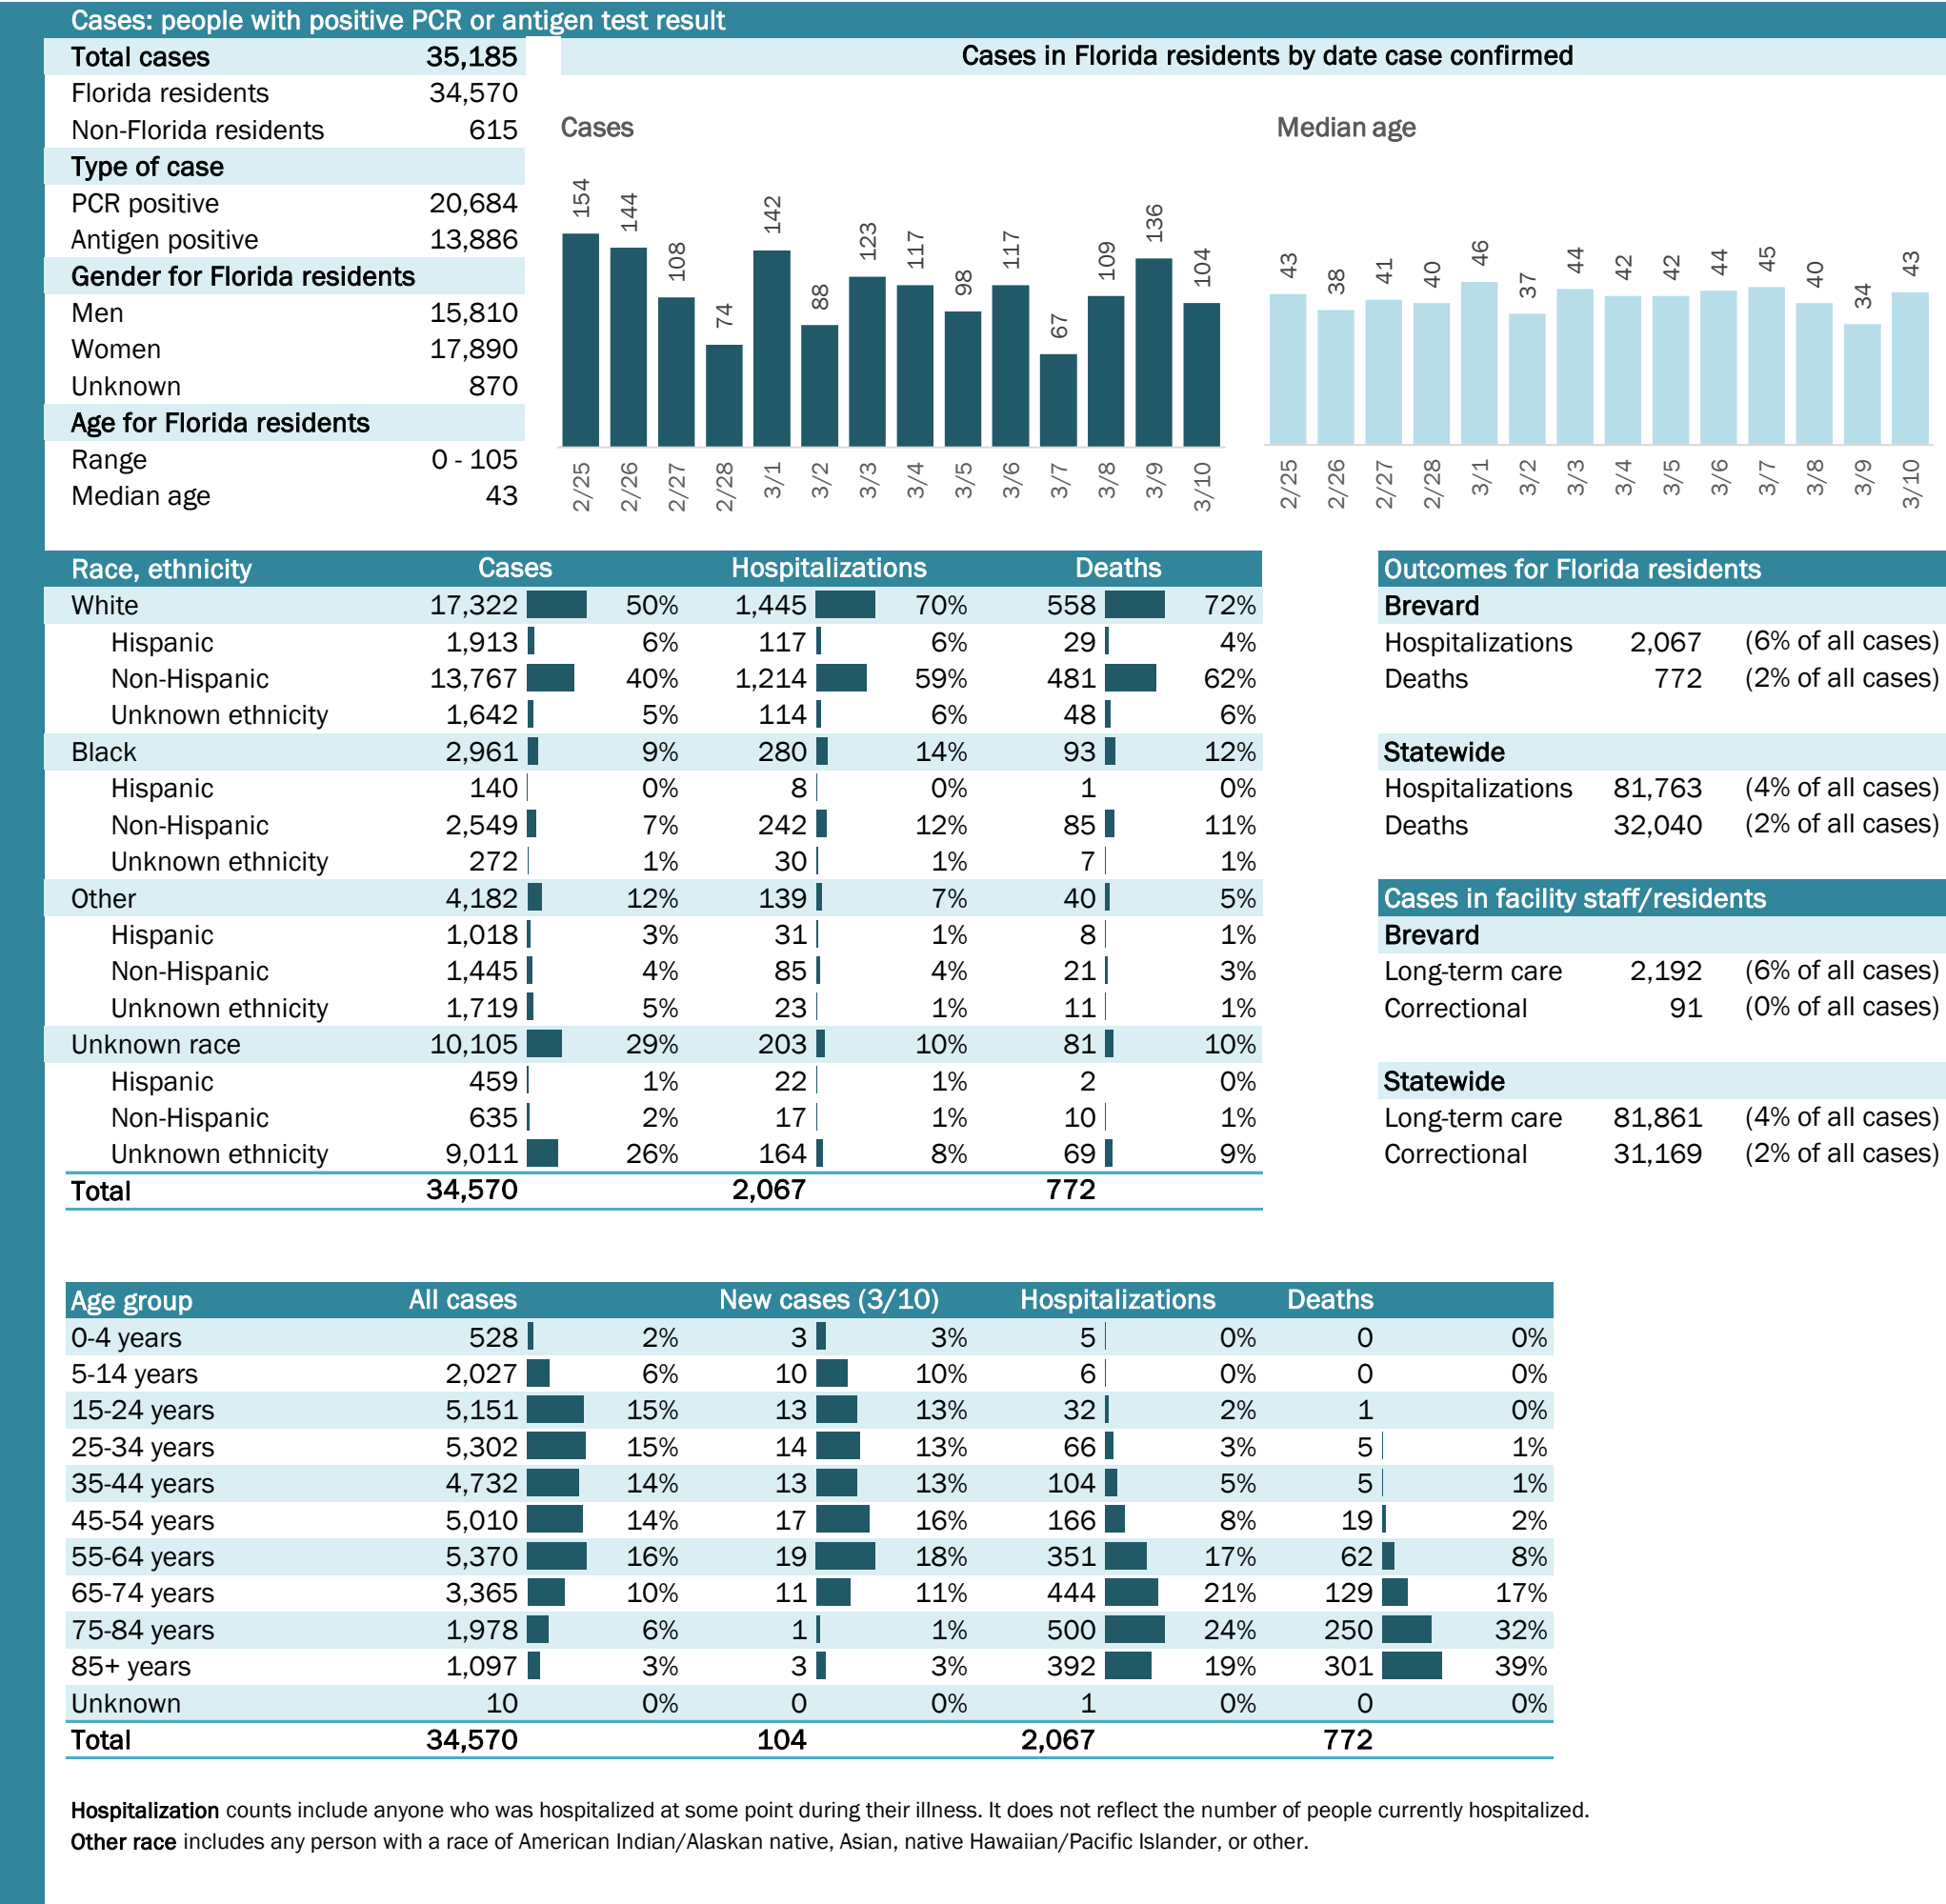 Cases: people with positive PCR or antigen test result
Total cases 35,185
Florida residents 34,570
Non-Florida residents 615
Type of case
PCR positive 20,684
Antigen positive 13,886
Gender for Florida residents
Men 15,810
Women 17,890
Unknown 870
Age for Florida residents
Range 0 - 105
Median age 43
Cases in Florida residents by date case confirmed
Cases
154 144 108 74 142 88 123 117 98 117 67 109 136 104
2/25 2/26 2/27 2/28 3/1 3/2 3/3 3/4 3/5 3/6 3/7 3/8 3/9 3/10
Median age
43 38 41 40 46 37 44 42 42 44 45 40 34 43
2/25 2/26 2/27 2/28 3/1 3/2 3/3 3/4 3/5 3/6 3/7 3/8 3/9 3/10
Race, ethnicity Cases Hospitalizations Deaths
White 17,322 50% 1,445 70% 558 72%
Hispanic 1,913 6% 117 6% 29 4%
Non-Hispanic 13,767 40% 1,214 59% 481 62%
Unknown ethnicity 1,642 5% 114 6% 48 6%
Black 2,961 9% 280 14% 93 12%
Hispanic 140 0% 8 0% 1 0%
Non-Hispanic 2,549 7% 242 12% 85 11%
Unknown ethnicity 272 1% 30 1% 7 1%
Other 4,182 12% 139 7% 40 5%
Hispanic 1,018 3% 31 1% 8 1%
Non-Hispanic 1,445 4% 85 4% 21 3%
Unknown ethnicity 1,719 5% 23 1% 11 1%
Unknown race 10,105 29% 203 10% 81 10%
Hispanic 459 1% 22 1% 2 0%
Non-Hispanic 635 2% 17 1% 10 1%
Unknown ethnicity 9,011 26% 164 8% 69 9%
Total 34,570 2,067 772
Outcomes for Florida residents
Brevard
Hospitalizations 2,067 (6% of all cases)
Deaths 772 (2% of all cases)
Statewide
Hospitalizations 81,763 (4% of all cases)
Deaths 32,040 (2% of all cases)
Cases in facility staff/residents
Brevard
Long-term care 2,192 (6% of all cases)
Correctional 91 (0% of all cases)
Statewide
Long-term care 81,861 (4% of all cases)
Correctional 31,169 (2% of all cases)
Age group All cases New cases (3/10) Hospitalizations Deaths
0-4 years 528 2% 3 3% 5 0% 0 0%
5-14 years 2,027 6% 10 10% 6 0% 0 0%
15-24 years 5,151 15% 13 13% 32 2% 1 0%
25-34 years 5,302 15% 14 13% 66 3% 5 1%
35-44 years 4,732 14% 13 13% 104 5% 5 1%
45-54 years 5,010 14% 17 16% 166 8% 19 2%
55-64 years 5,370 16% 19 18% 351 17% 62 8%
65-74 years 3,365 10% 11 11% 444 21% 129 17%
75-84 years 1,978 6% 1 1% 500 24% 250 32%
85+ years 1,097 3% 3 3% 392 19% 301 39%
Unknown 10 0% 0 0% 1 0% 0 0%
Total 34,570 104 2,067 772
Hospitalization counts include anyone who was hospitalized at some point during their illness. It does not reflect the number of people currently hospitalized.
Other race includes any person with a race of American Indian/Alaskan native, Asian, native Hawaiian/Pacific Islander, or other.